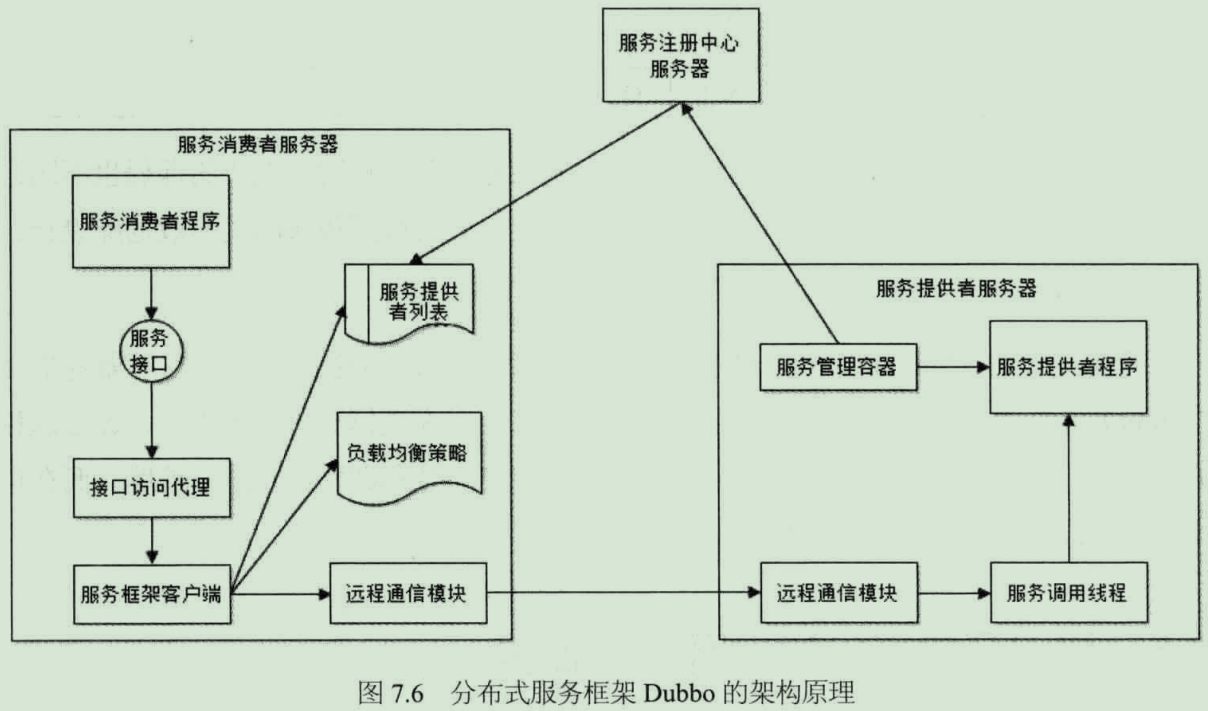 服务注册中心
服务器
服务消费者服务器
服务消费者程序
服务
接口
接口访问代理
服务框架客户端
服务提供
者列表
负载均衡策略
远程通信模块
服务提供者服务器
服务管理容器
服务提供者程序
远程通信模块
服务调用线程
图 7.6 分布式服务框架 Dubbo 的架构原理